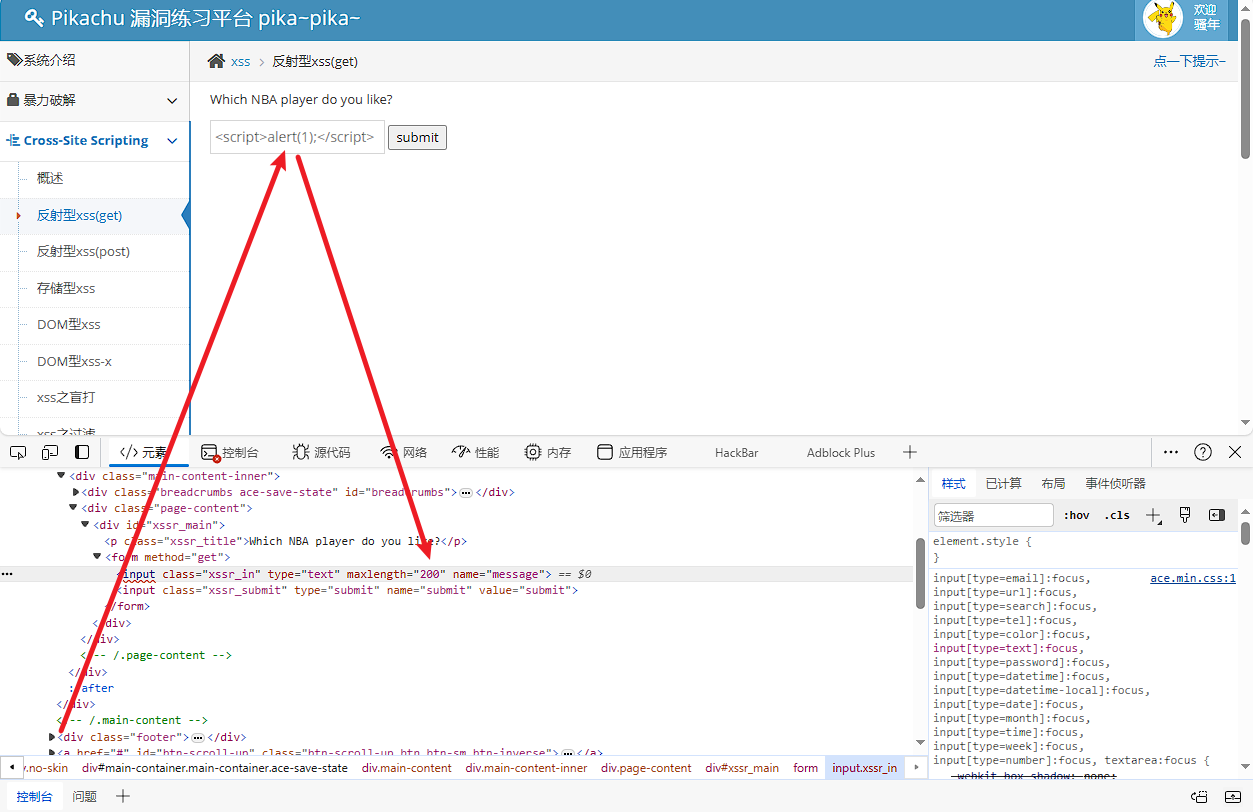 Pikachu 漏洞练习平台 pika~pika~
欢迎
骚年
系统介绍
暴力破解
Cross-Site Scripting
概述
反射型xss(get)
反射型xss(post)
存储型xss
DOM型xss
DOM型xss-x
xss之盲打
xss之过滤
xss > 反射型xss(get)
点一下提示~
Which NBA player do you like?
<script>alert(1);</script> submit
元素 控制台 源代码 网络 性能 内存 应用程序 HackBar Adblock Plus
<div class="main-content-inner">
<div class="breadcrumbs ace-save-state" id="breadcrumbs"> … </div>
<div class="page-content">
<div id="xssr_main">
<p class="xssr_title">Which NBA player do you like?</p>
<form method="get">
<input class="xssr_in" type="text" maxlength="200" name="message"> == $0
<input class="xssr_submit" type="submit" name="submit" value="submit">
</form>
</div>
</div>
<!-- /.page-content -->
</div>
::after
</div>
<!-- /.main-content -->
<div class="footer"> … </div>
<a href="#" id="btn-scroll-up" class="btn-scroll-up btn btn-sm btn-inverse"> … </a>
v.no-skin div#main-container.main-container.ace-save-state div.main-content div.main-content-inner div.page-content div#xssr_main form input.xssr_in
样式 已计算 布局 事件侦听器
筛选器 :hov .cls
element.style {
}
input[type=email]:focus, ace.min.css:1
input[type=url]:focus,
input[type=search]:focus,
input[type=tel]:focus,
input[type=color]:focus,
input[type=text]:focus,
input[type=password]:focus,
input[type=datetime]:focus,
input[type=datetime-local]:focus,
input[type=date]:focus,
input[type=month]:focus,
input[type=time]:focus,
input[type=week]:focus,
input[type=number]:focus, textarea:focus {
-webkit-box-shadow: none;
控制台 问题